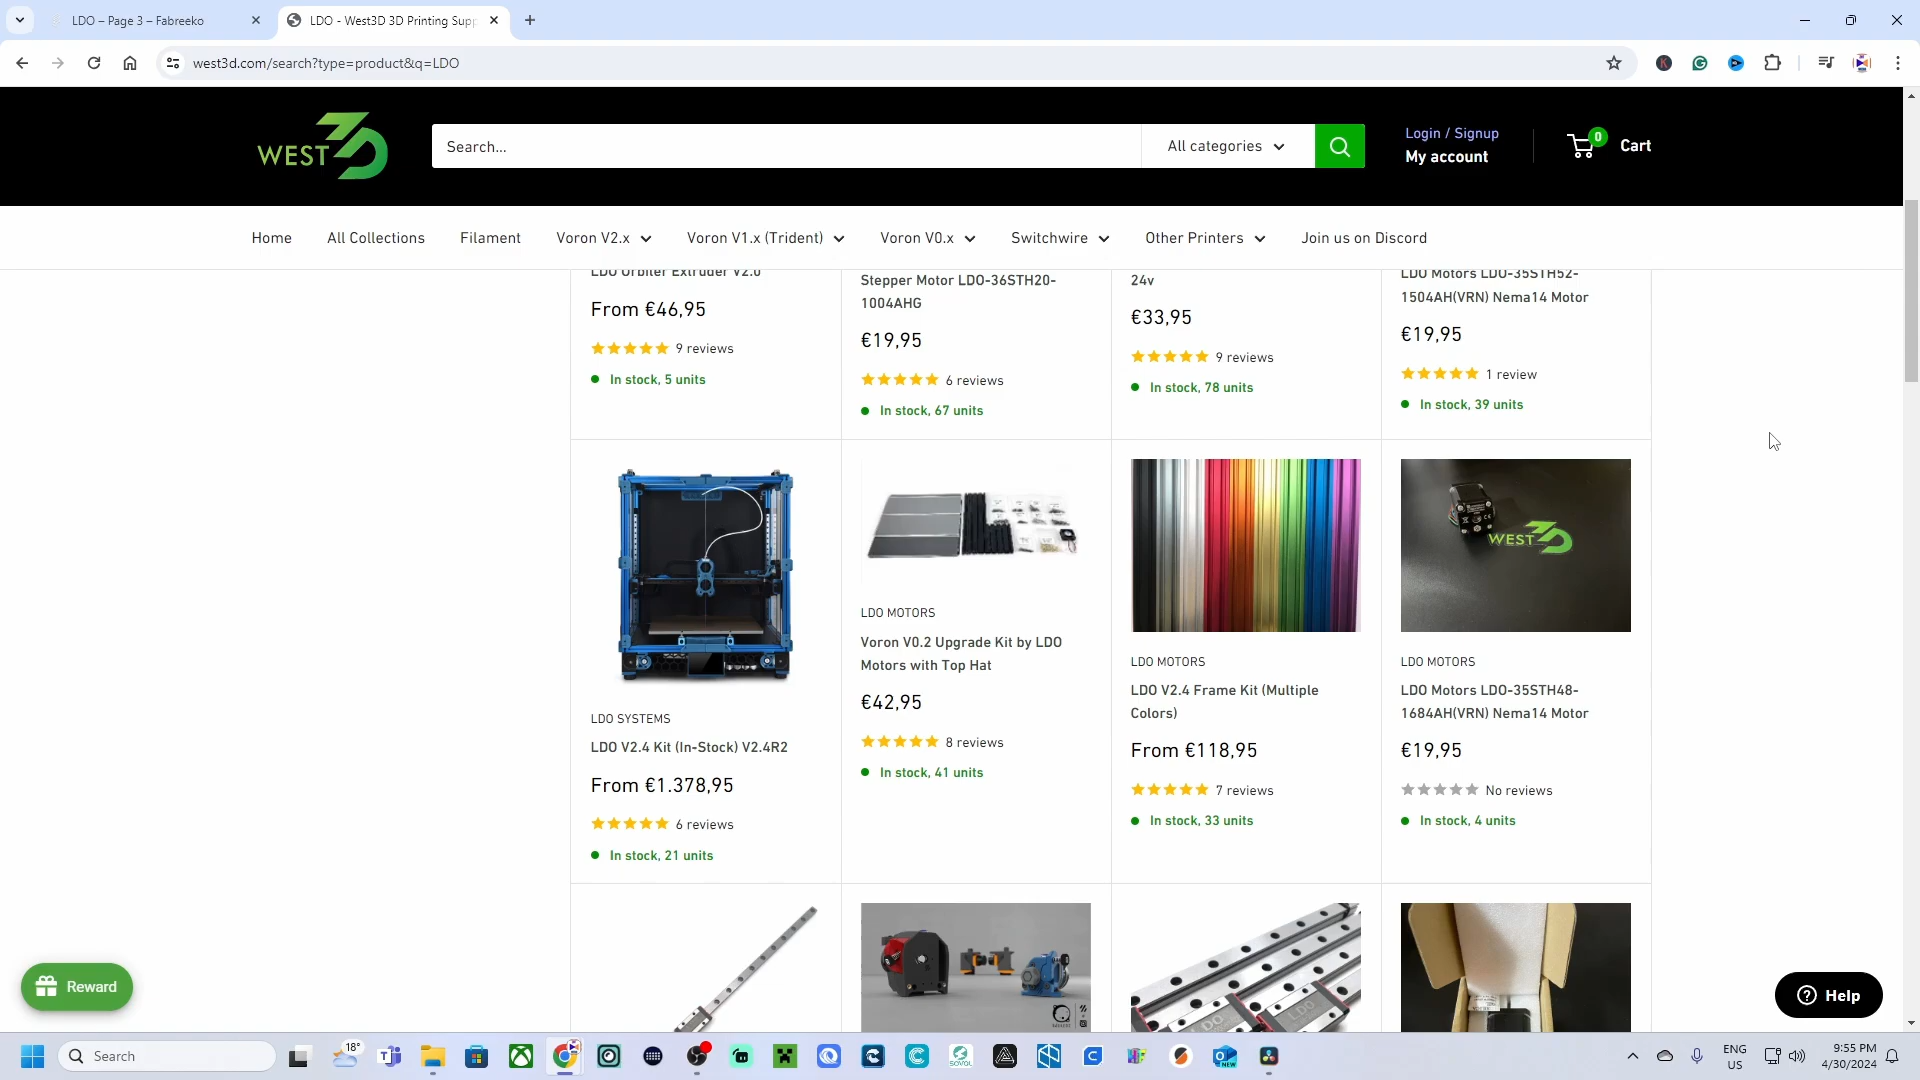 LDO – Page 3 – Fabreeko
LDO - West3D 3D Printing Supp
west3d.com/search?type=product&q=LDO
WEST 3D
Search...
All categories
Login / Signup
My account
0
Cart
Home
All Collections
Filament
Voron V2.x
Voron V1.x (Trident)
Voron V0.x
Switchwire
Other Printers
Join us on Discord
LDO Orbiter Extruder V2.0
From €46,95
9 reviews
In stock, 5 units
Stepper Motor LDO-36STH20-
1004AHG
€19,95
6 reviews
In stock, 67 units
24v
€33,95
9 reviews
In stock, 78 units
LDO Motors LDO-35STH52-
1504AH(VRN) Nema14 Motor
€19,95
1 review
In stock, 39 units
LDO SYSTEMS
LDO V2.4 Kit (In-Stock) V2.4R2
From €1.378,95
6 reviews
In stock, 21 units
LDO MOTORS
Voron V0.2 Upgrade Kit by LDO
Motors with Top Hat
€42,95
8 reviews
In stock, 41 units
LDO MOTORS
LDO V2.4 Frame Kit (Multiple
Colors)
From €118,95
7 reviews
In stock, 33 units
WEST 3D
LDO MOTORS
LDO Motors LDO-35STH48-
1684AH(VRN) Nema14 Motor
€19,95
No reviews
In stock, 4 units
LDO
LDO
Reward
Help
Search
18°
SOVOL
NEW
ENG
US
9:55 PM
4/30/2024